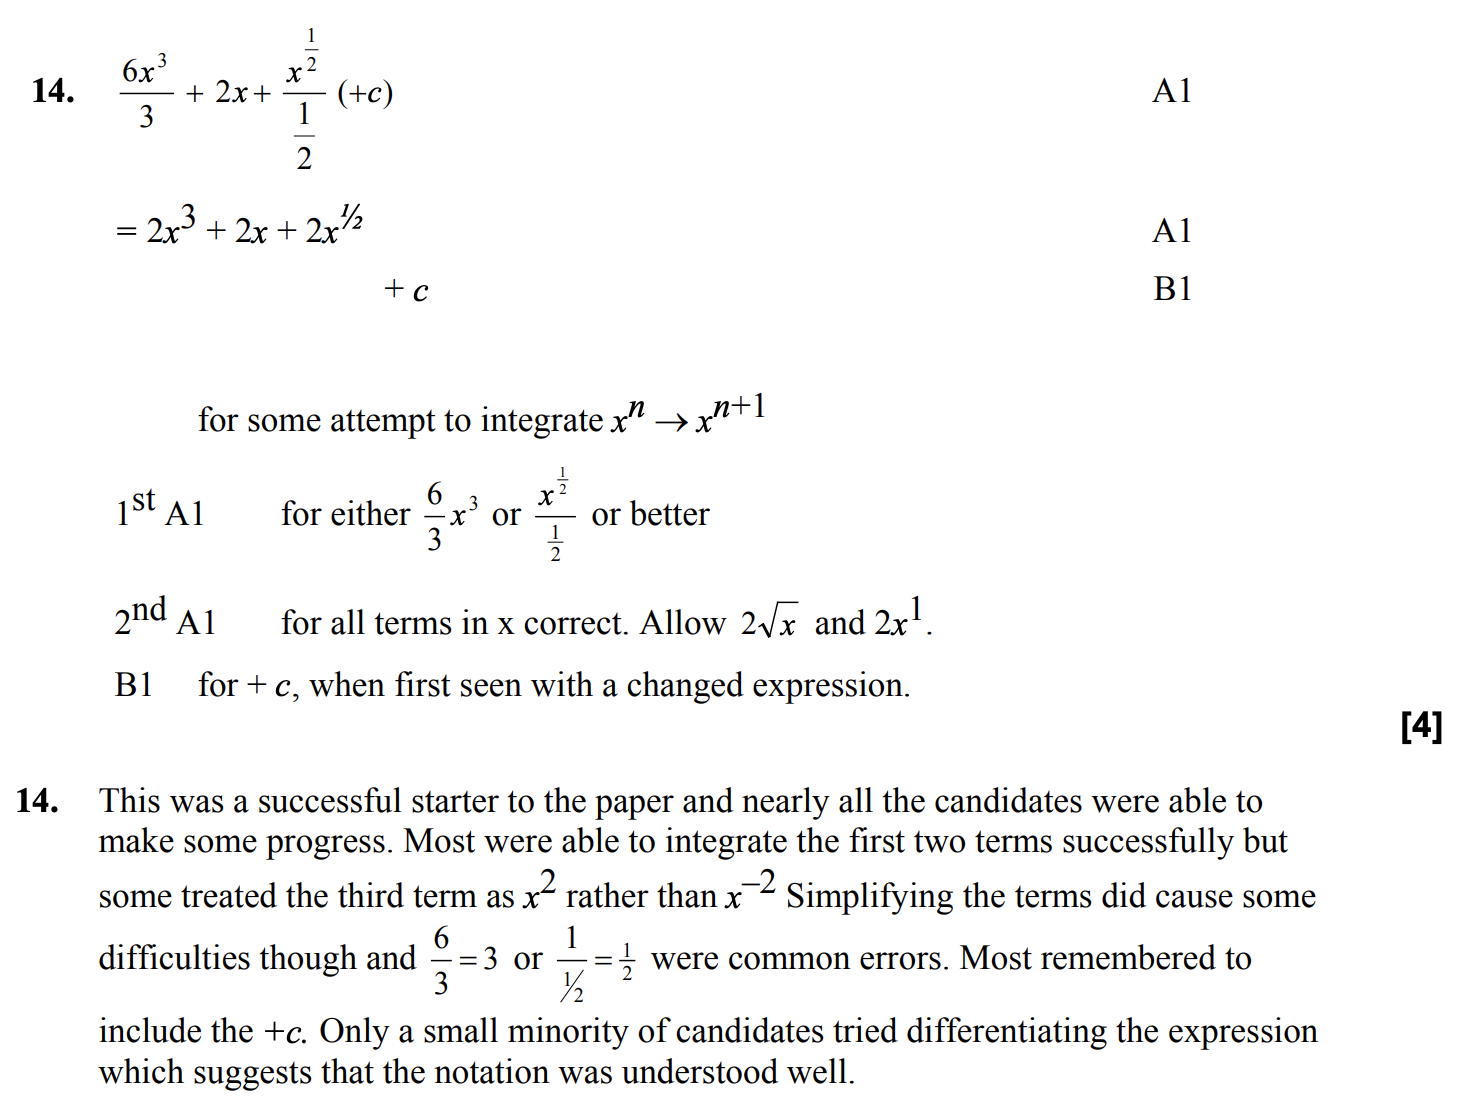 14. \frac{6x^3}{3} + 2x + \frac{x^{\frac{1}{2}}}{\frac{1}{2}} (+c) A1
= 2x^3 + 2x + 2x^{½} A1
+ c B1
for some attempt to integrate x^n → x^{n+1}
1^{st} A1 for either \frac{6}{3}x^3 or \frac{x^{\frac{1}{2}}}{\frac{1}{2}} or better
2^{nd} A1 for all terms in x correct. Allow 2\sqrt{x} and 2x^1.
B1 for + c, when first seen with a changed expression.
[4]
14. This was a successful starter to the paper and nearly all the candidates were able to
make some progress. Most were able to integrate the first two terms successfully but
some treated the third term as x^2 rather than x^{−2} Simplifying the terms did cause some
difficulties though and \frac{6}{3} = 3 or \frac{1}{½} = \frac{1}{2} were common errors. Most remembered to
include the +c. Only a small minority of candidates tried differentiating the expression
which suggests that the notation was understood well.